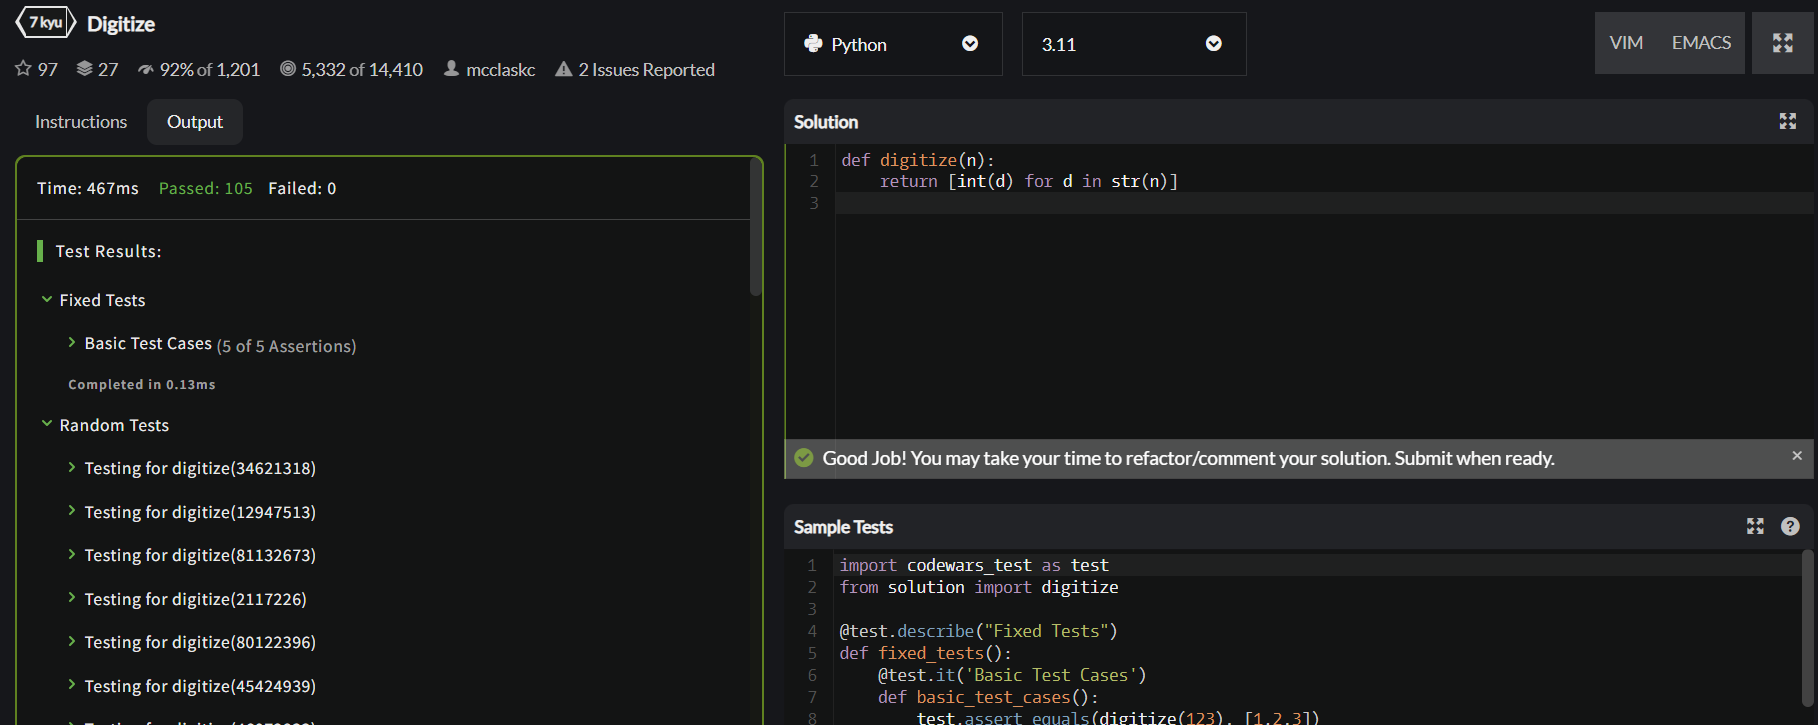 7 kyu Digitize
97 27 92% of 1,201 5,332 of 14,410 mcclaskc 2 Issues Reported
Instructions Output
Time: 467ms Passed: 105 Failed: 0
Test Results:
Fixed Tests
Basic Test Cases (5 of 5 Assertions)
Completed in 0.13ms
Random Tests
Testing for digitize(34621318)
Testing for digitize(12947513)
Testing for digitize(81132673)
Testing for digitize(2117226)
Testing for digitize(80122396)
Testing for digitize(45424939)
Python 3.11 VIM EMACS
Solution
1 def digitize(n):
2 return [int(d) for d in str(n)]
3
Good Job! You may take your time to refactor/comment your solution. Submit when ready. ×
Sample Tests ?
1 import codewars_test as test
2 from solution import digitize
3
4 @test.describe("Fixed Tests")
5 def fixed_tests():
6 @test.it('Basic Test Cases')
7 def basic_test_cases():
8 test.assert_equals(digitize(123), [1,2,3])